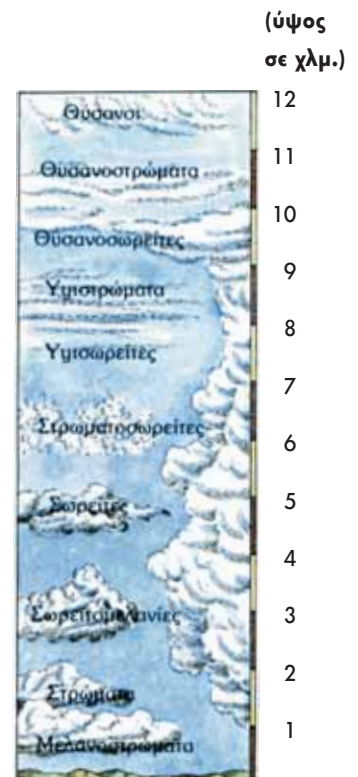 (ύψος
σε χλμ.)
12
Θύσανοι
11
Θυσανοστρώματα
10
Θυσανοσωρείτες
9
Υψιστρώματα
8
Υψισωρείτες
7
Στρωματοσωρείτες
6
5
Σωρείτες
4
Σωρειτομελανίες
3
2
Στρώματα
1
Μελανοστρώματα